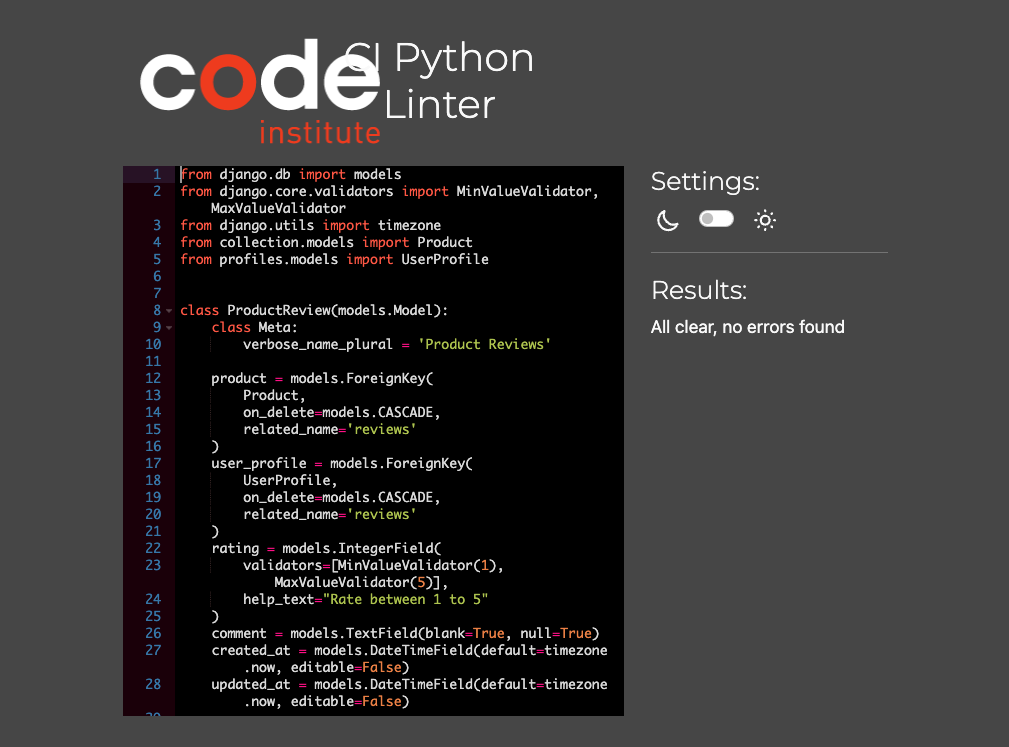 code
institute
CI Python
Linter
1 from django.db import models
2 from django.core.validators import MinValueValidator,
MaxValueValidator
3 from django.utils import timezone
4 from collection.models import Product
5 from profiles.models import UserProfile
6
7
8 class ProductReview(models.Model):
9 class Meta:
10 verbose_name_plural = 'Product Reviews'
11
12 product = models.ForeignKey(
13 Product,
14 on_delete=models.CASCADE,
15 related_name='reviews'
16 )
17 user_profile = models.ForeignKey(
18 UserProfile,
19 on_delete=models.CASCADE,
20 related_name='reviews'
21 )
22 rating = models.IntegerField(
23 validators=[MinValueValidator(1),
MaxValueValidator(5)],
24 help_text="Rate between 1 to 5"
25 )
26 comment = models.TextField(blank=True, null=True)
27 created_at = models.DateTimeField(default=timezone
.now, editable=False)
28 updated_at = models.DateTimeField(default=timezone
.now, editable=False)
Settings:
Results:
All clear, no errors found